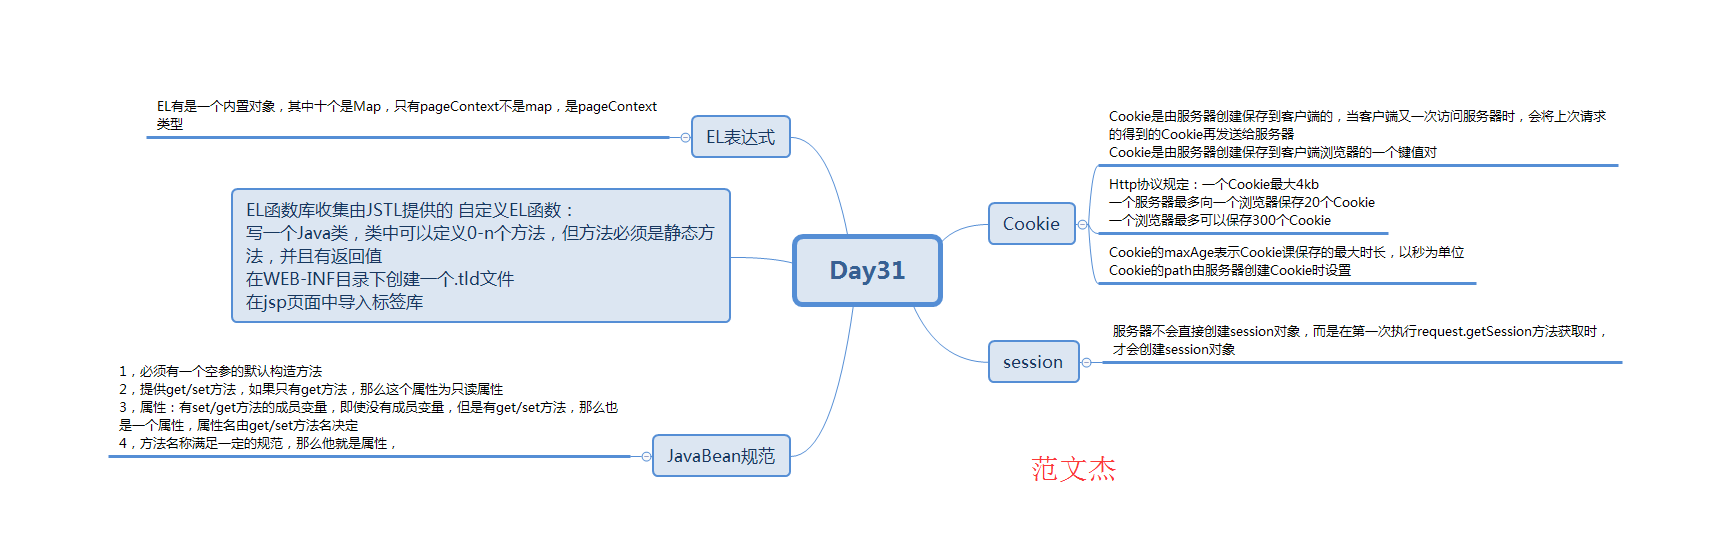 EL有是一个内置对象，其中十个是Map，只有pageContext不是map，是pageContext
类型
EL表达式
EL函数库收集由JSTL提供的 自定义EL函数：
写一个Java类，类中可以定义0-n个方法，但方法必须是静态方
法，并且有返回值
在WEB-INF目录下创建一个.tld文件
在jsp页面中导入标签库
1，必须有一个空参的默认构造方法
2，提供get/set方法，如果只有get方法，那么这个属性为只读属性
3，属性：有set/get方法的成员变量，即使没有成员变量，但是有get/set方法，那么也
是一个属性，属性名由get/set方法名决定
4，方法名称满足一定的规范，那么他就是属性，
JavaBean规范
Day31
Cookie是由服务器创建保存到客户端的，当客户端又一次访问服务器时，会将上次请求
的得到的Cookie再发送给服务器
Cookie是由服务器创建保存到客户端浏览器的一个键值对
Http协议规定：一个Cookie最大4kb
一个服务器最多向一个浏览器保存20个Cookie
一个浏览器最多可以保存300个Cookie
Cookie
Cookie的maxAge表示Cookie课保存的最大时长，以秒为单位
Cookie的path由服务器创建Cookie时设置
服务器不会直接创建session对象，而是在第一次执行request.getSession方法获取时，
才会创建session对象
session
范文杰